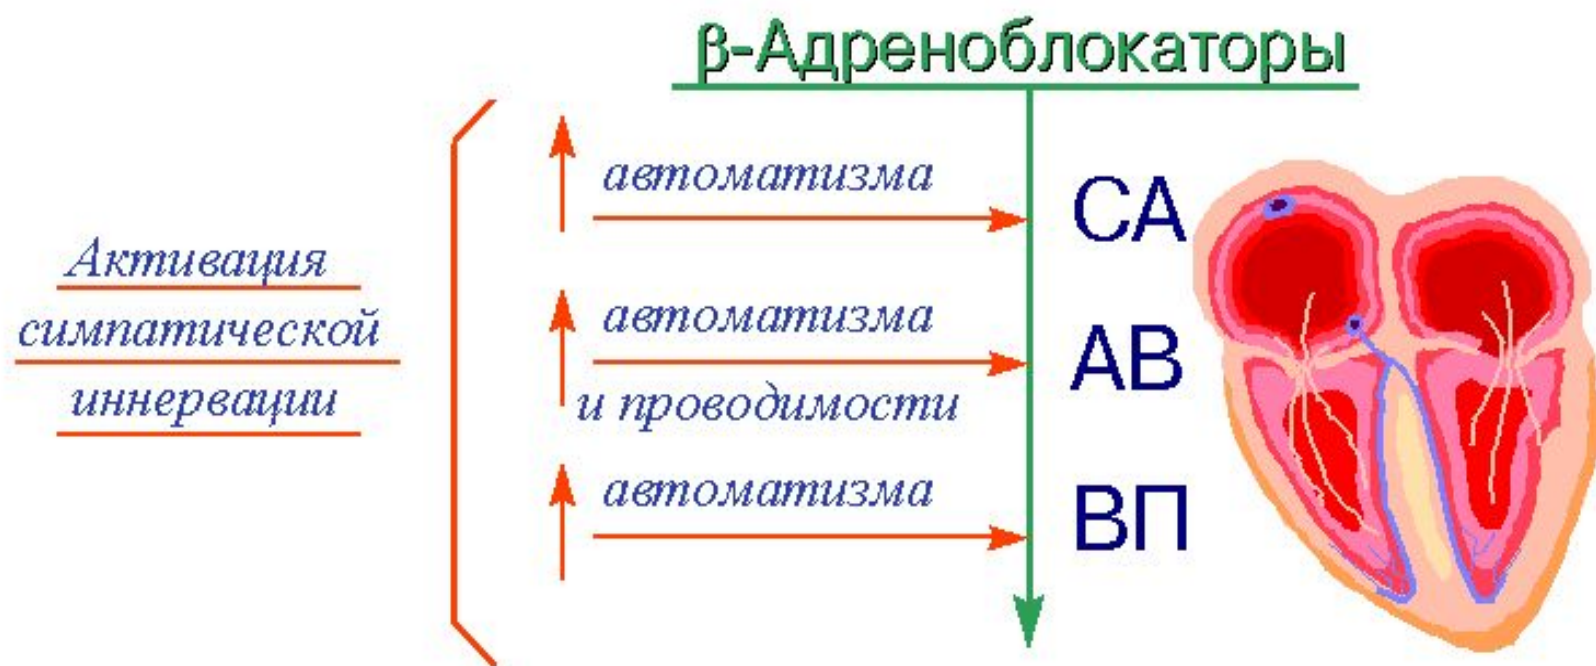 β-Адреноблокаторы
Активация
симпатической
иннервации
автоматизма
СА
автоматизма
и проводимости
АВ
автоматизма
ВП